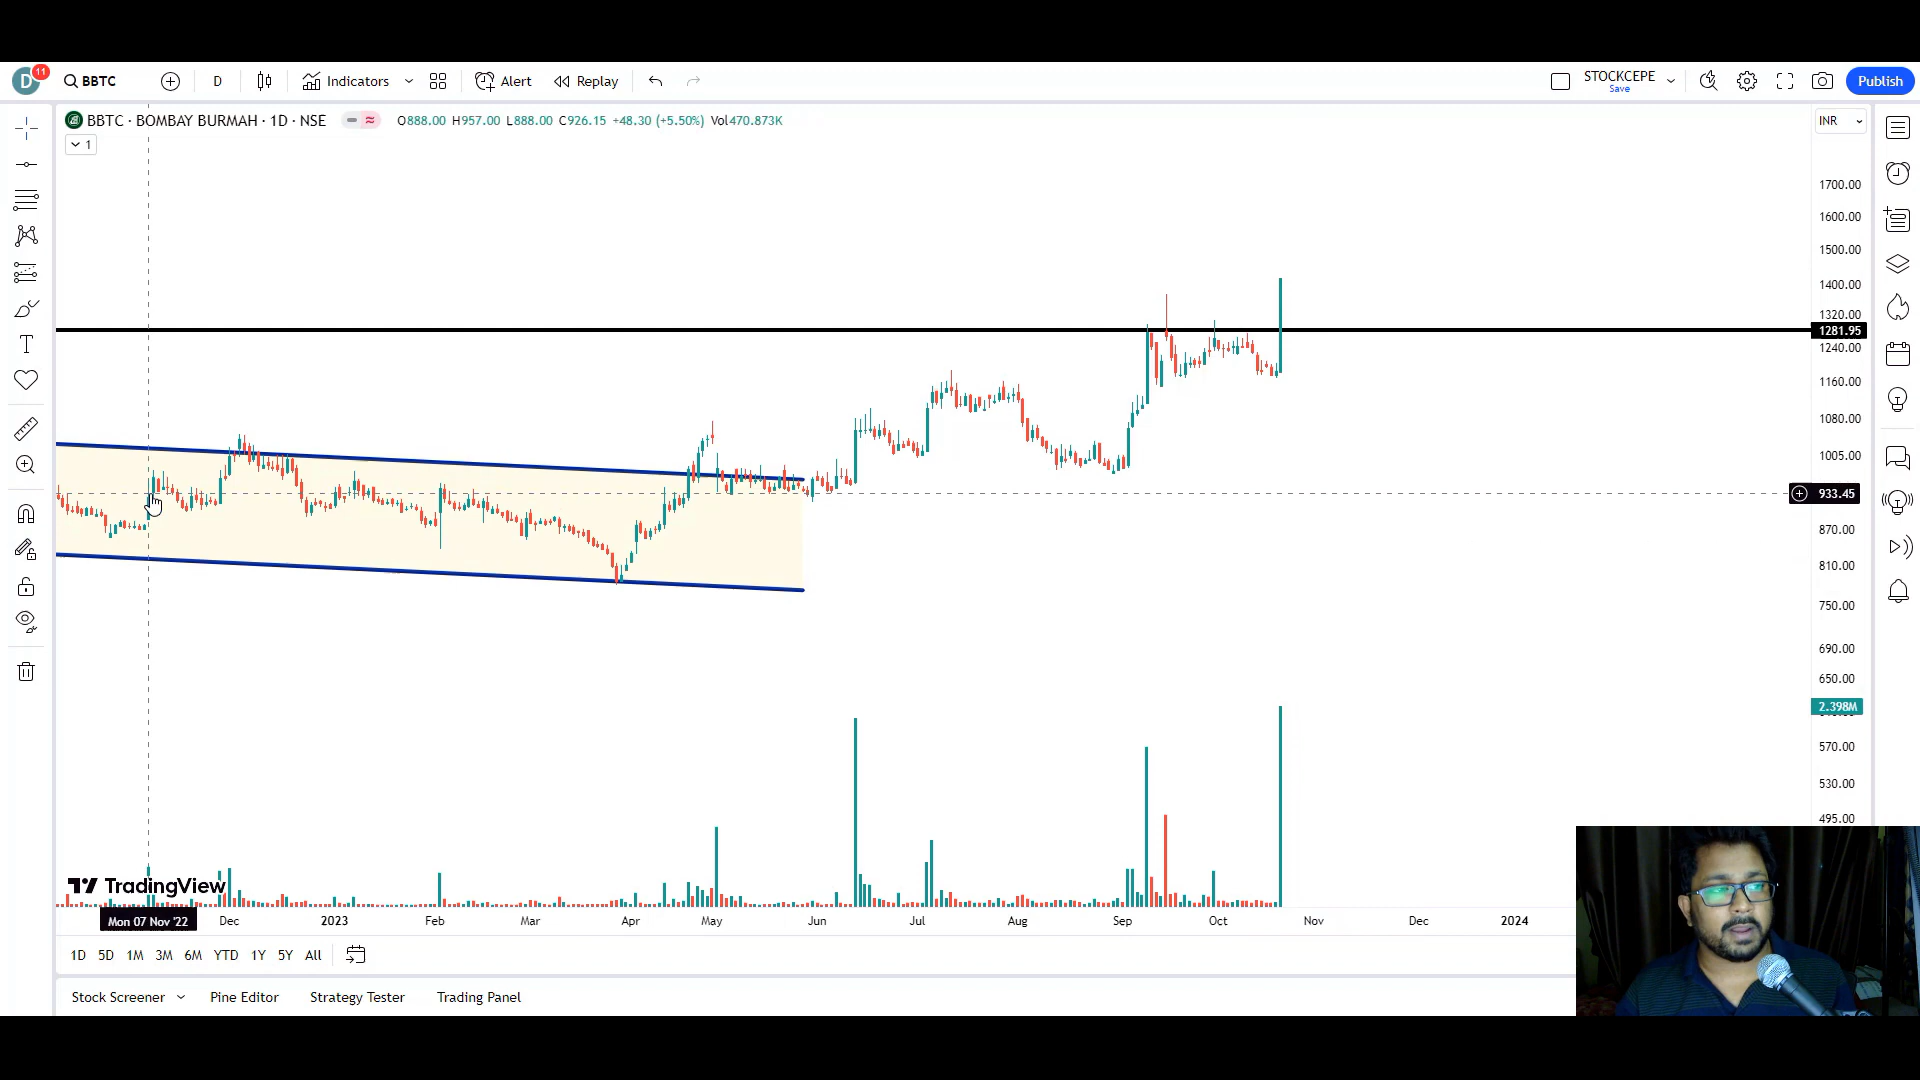 D 11 BBTC D Indicators Alert Replay STOCKCEPE Save Publish
BBTC · BOMBAY BURMAH · 1D · NSE O888.00 H957.00 L888.00 C926.15 +48.30 (+5.50%) Vol470.873K INR
1
1700.00
1600.00
1500.00
1400.00
1320.00
1281.95
1240.00
1160.00
1080.00
1005.00
933.45
870.00
810.00
750.00
690.00
650.00
2.398M
570.00
530.00
495.00
TradingView
Mon 07 Nov '22 Dec 2023 Feb Mar Apr May Jun Jul Aug Sep Oct Nov Dec 2024
1D 5D 1M 3M 6M YTD 1Y 5Y All
Stock Screener Pine Editor Strategy Tester Trading Panel